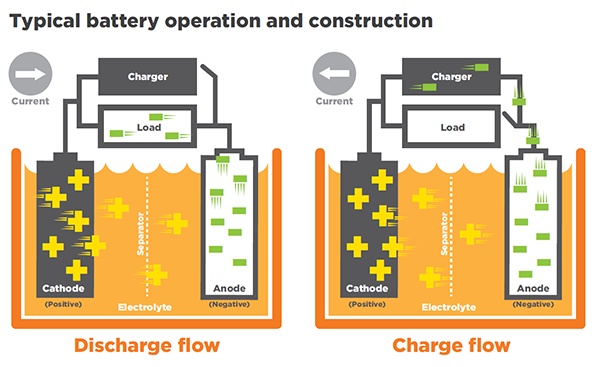 Typical battery operation and construction
Current
Charger
Load
Separator
Cathode
(Positive)
Electrolyte
Anode
(Negative)
Discharge flow
Current
Charger
Load
Separator
Cathode
(Positive)
Electrolyte
Anode
(Negative)
Charge flow